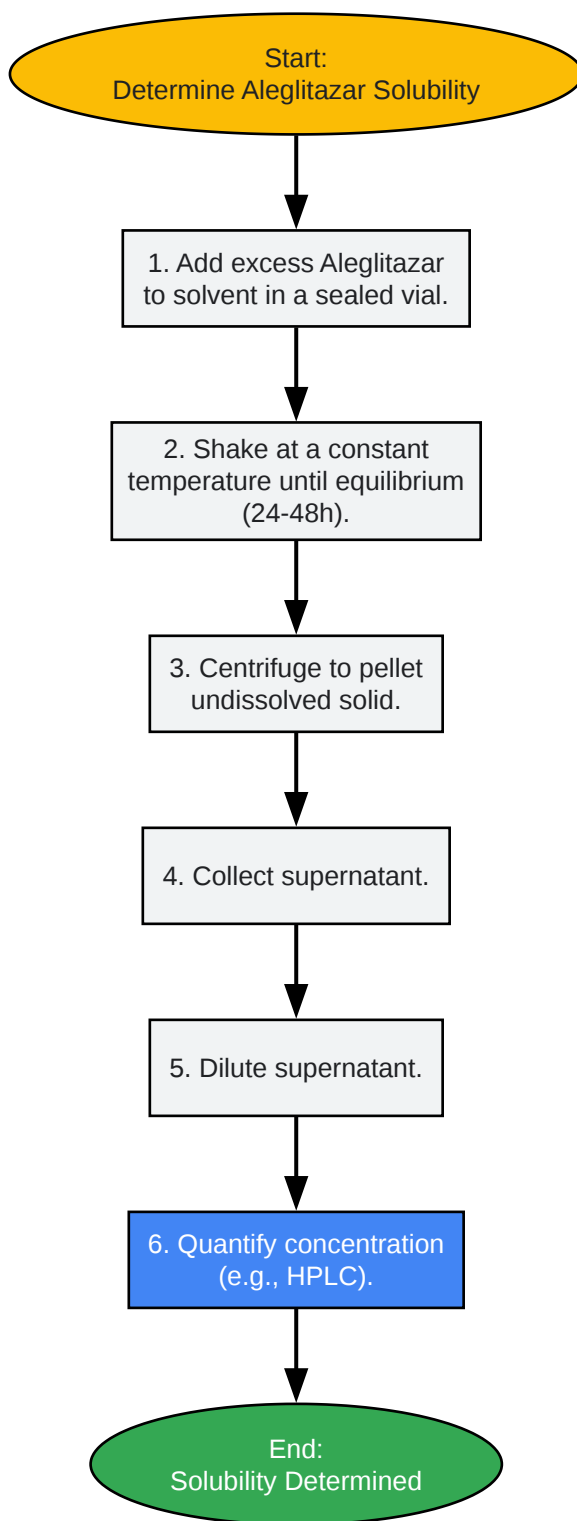 Start:
Determine Aleglitazar Solubility
1. Add excess Aleglitazar
to solvent in a sealed vial.
2. Shake at a constant
temperature until equilibrium
(24-48h).
3. Centrifuge to pellet
undissolved solid.
4. Collect supernatant.
5. Dilute supernatant.
6. Quantify concentration
(e.g., HPLC).
End:
Solubility Determined